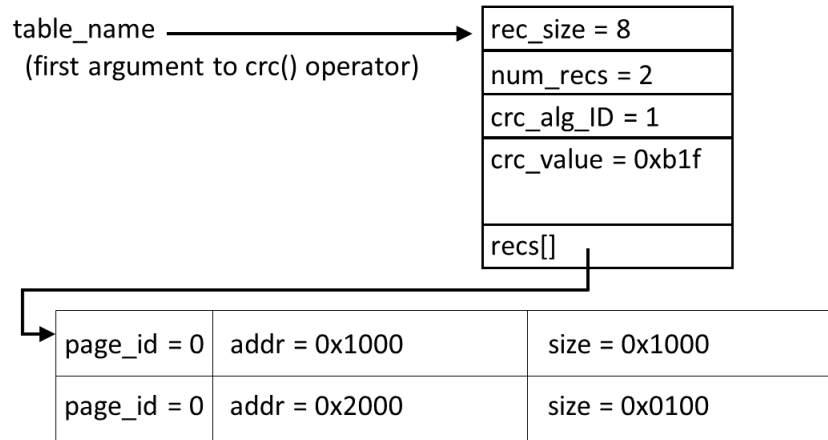 table_name
(first argument to crc() operator)
rec_size = 8
num_recs = 2
crc_alg_ID = 1
crc_value = 0xb1f
recs[]
page_id = 0 addr = 0x1000 size = 0x1000
page_id = 0 addr = 0x2000 size = 0x0100